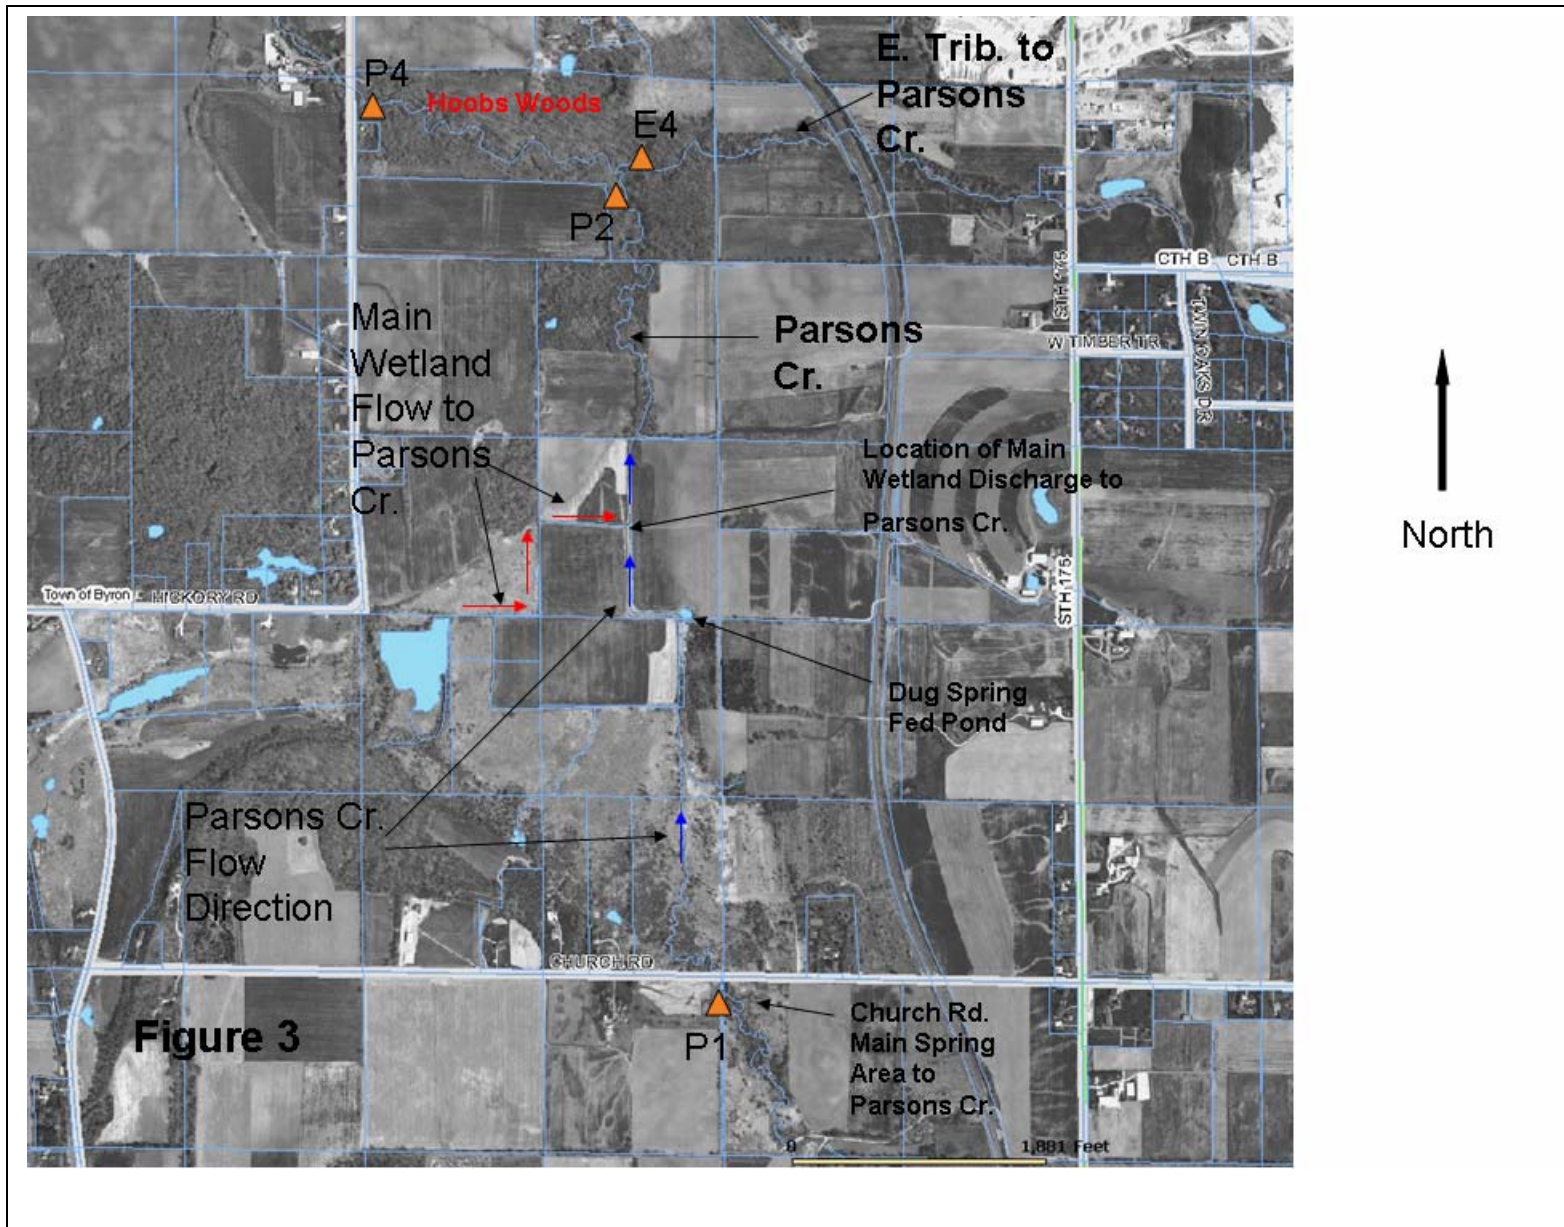 E. Trib. to
Parsons
Cr.
P4
Hoobs Woods
E4
P2
CTH B
CTH B
STH 175
TWIN OAKS DR
W TIMBER TR
Main
Wetland
Flow to
Parsons
Cr.
Parsons
Cr.
Location of Main
Wetland Discharge to
Parsons Cr.
North
Town of Byron
HICKORY RD
STH 175
Dug Spring
Fed Pond
Parsons Cr.
Flow
Direction
CHURCH RD
Figure 3
P1
Church Rd.
Main Spring
Area to
Parsons Cr.
0
1,881 Feet